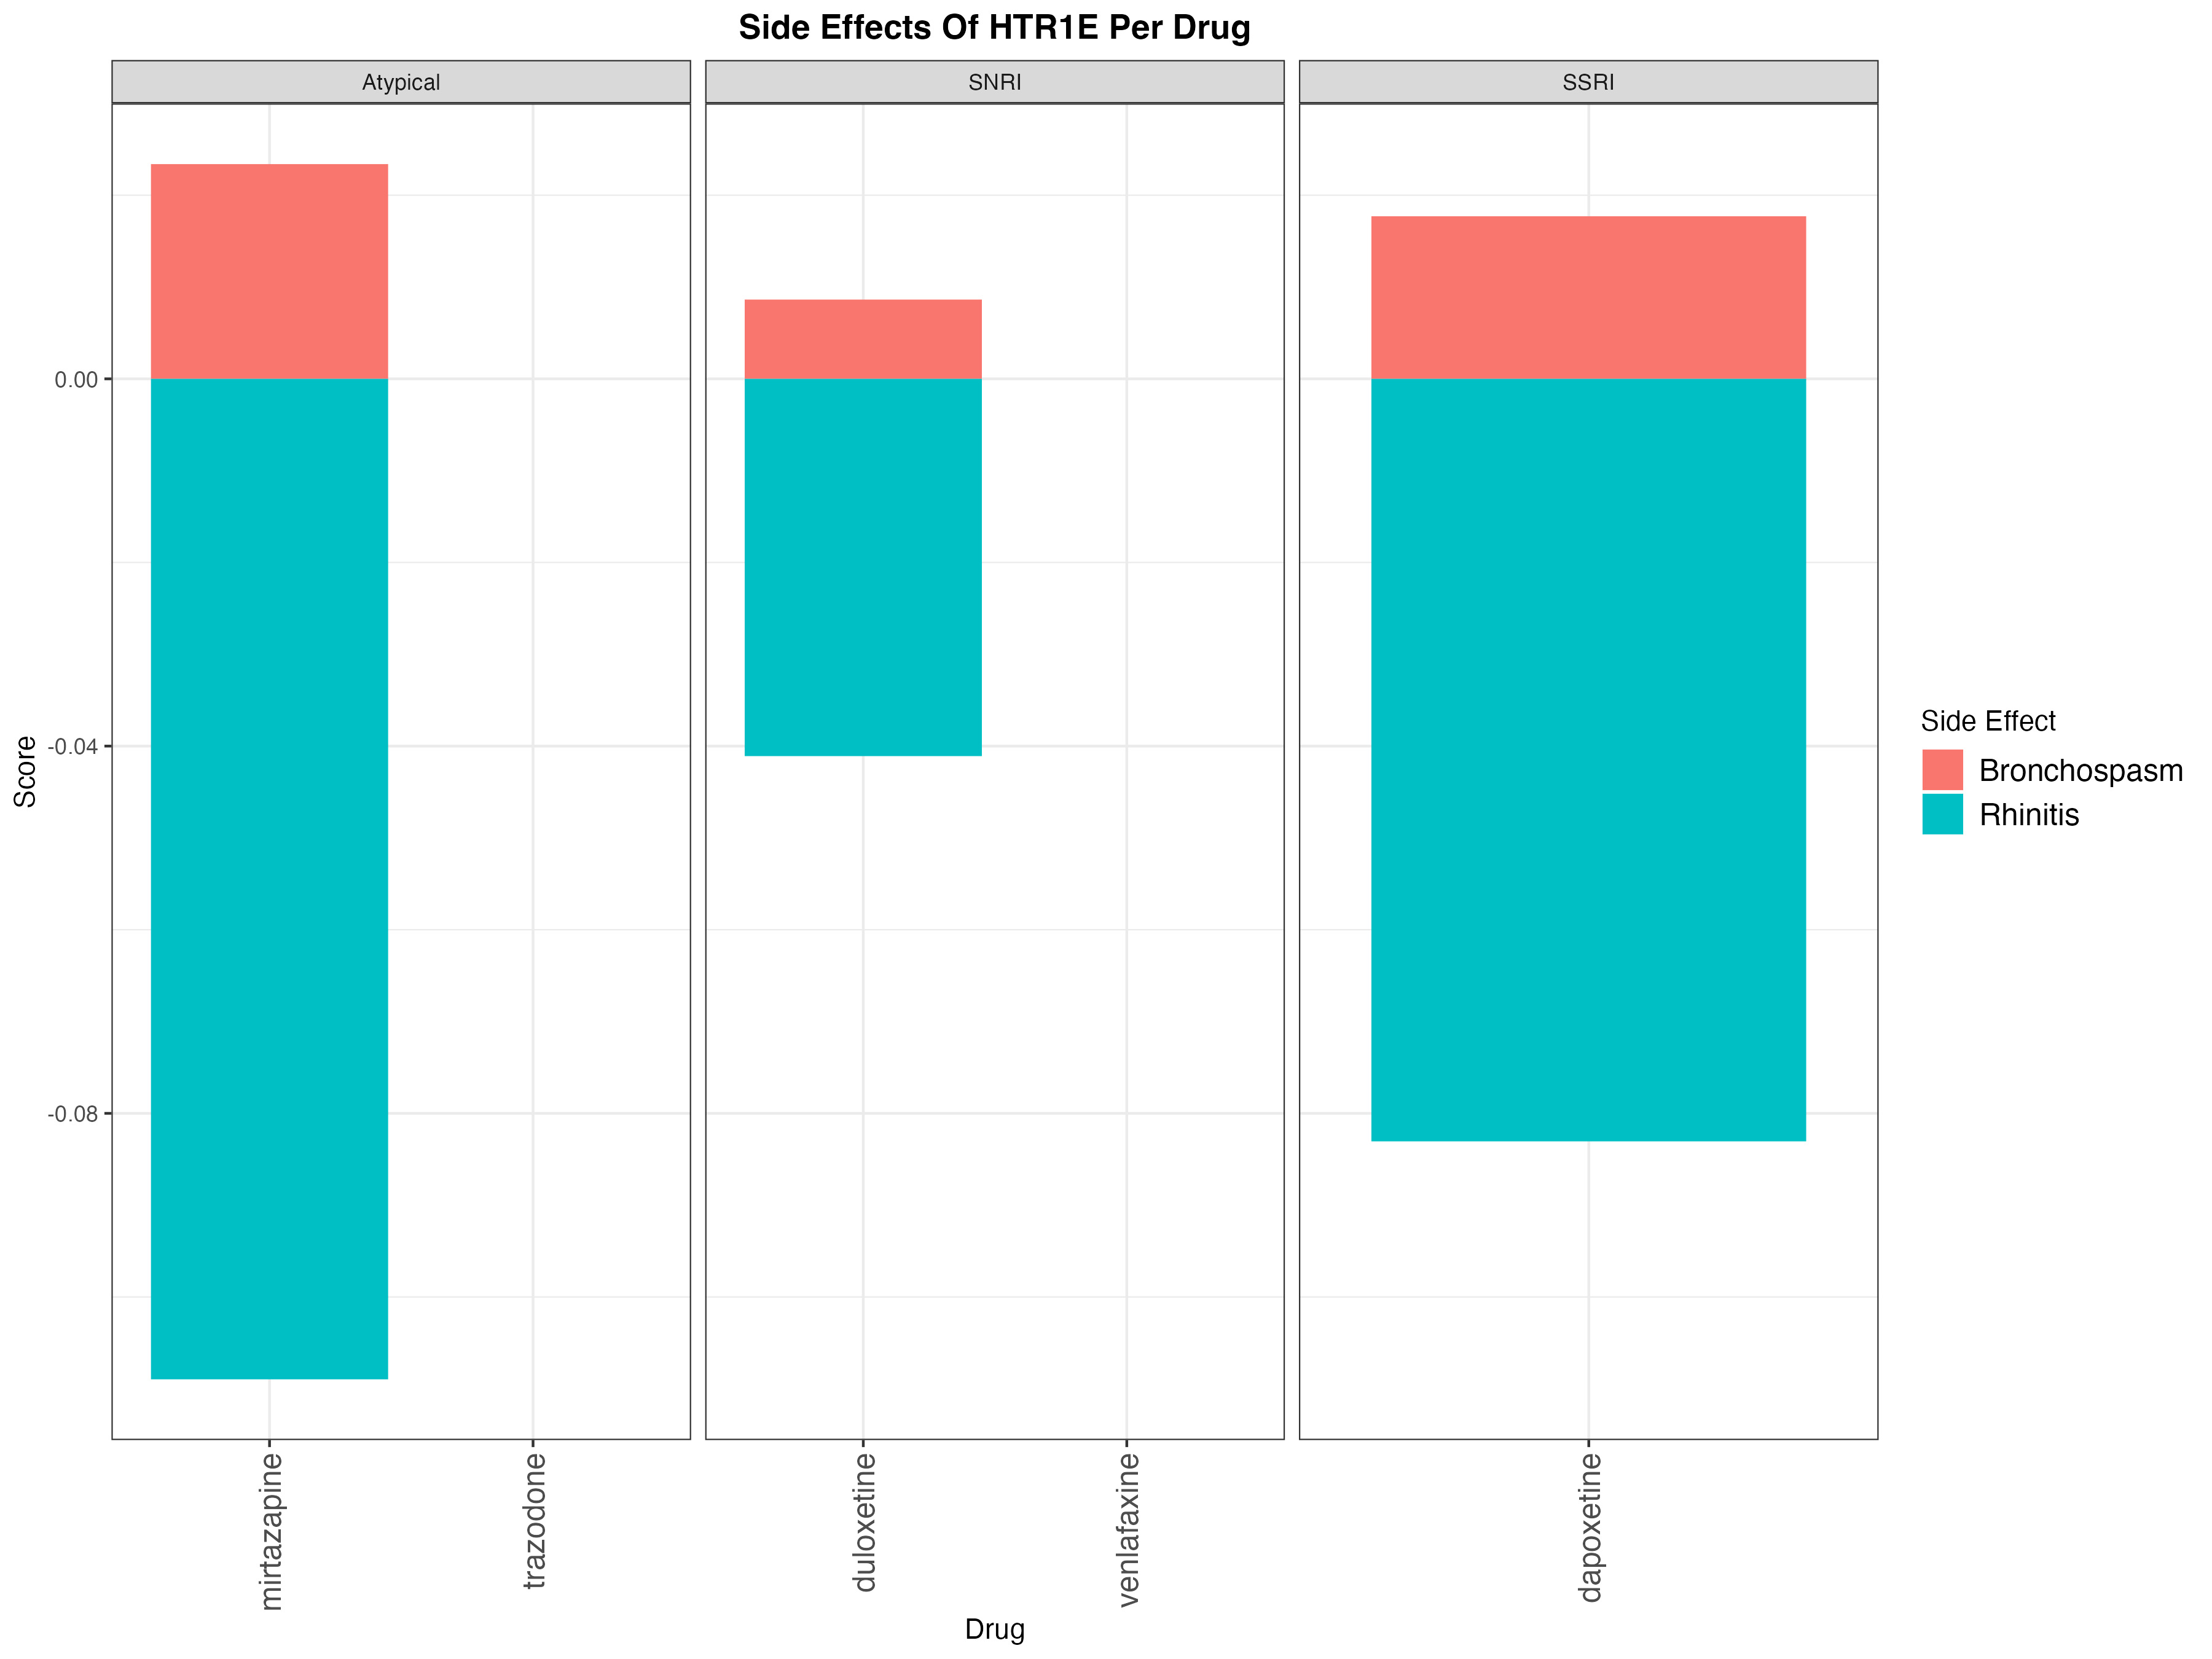 Side Effects Of HTR1E Per Drug
Atypical
SNRI
SSRI
0.00
-0.04
-0.08
Score
mirtazapine
trazodone
duloxetine
venlafaxine
dapoxetine
Drug
Side Effect
Bronchospasm
Rhinitis